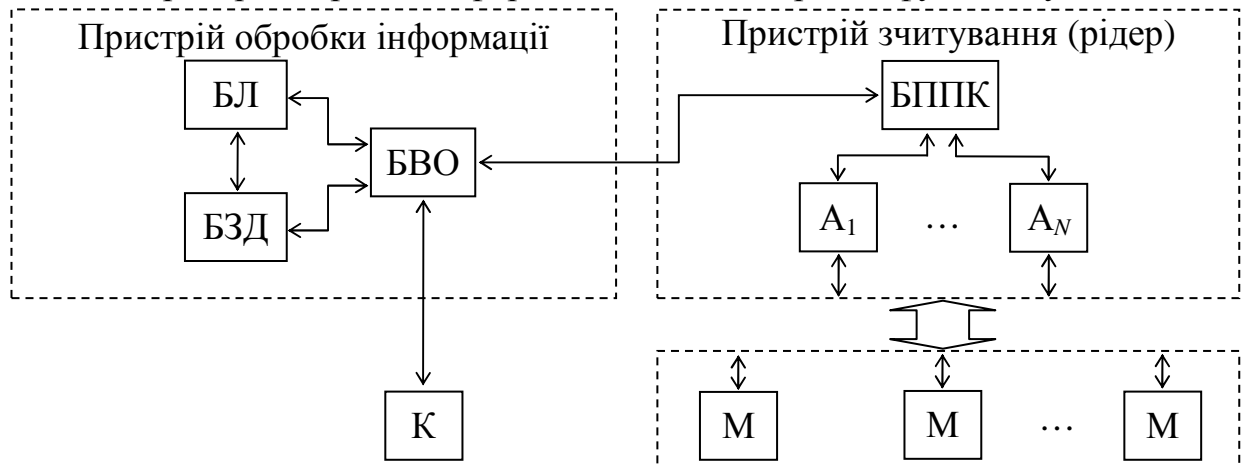 Пристрій обробки інформації
Пристрій зчитування (рідер)
БЛ
БППК
БВО
БЗД
A1 … AN
К
М М … М